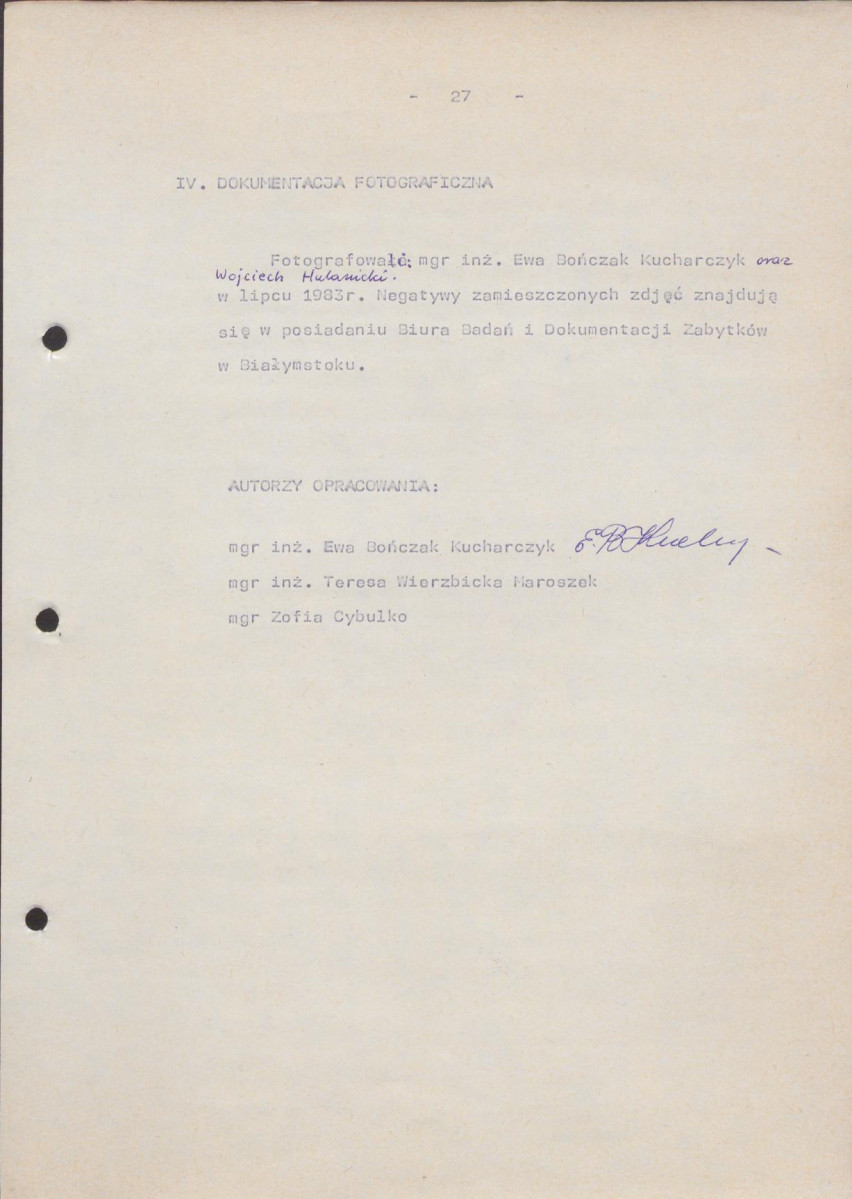 - 27 -
IV. DOKUMENTACJA FOTOGRAFICZNA
Fotografowali: mgr inż. Ewa Bończak Kucharczyk oraz
Wojciech Hulanicki.
w lipcu 1983r. Negatywy zamieszczonych zdjęć znajdują
się w posiadaniu Biura Badań i Dokumentacji Zabytków
w Białymstoku.
AUTORZY OPRACOWANIA:
mgr inż. Ewa Bończak Kucharczyk
mgr inż. Teresa Wierzbicka Maroszek
mgr Zofia Cybulko